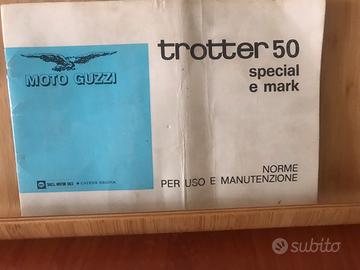 MOTO GUZZI
trotter 50
special
e mark
NORME
PER USO E MANUTENZIONE
subito